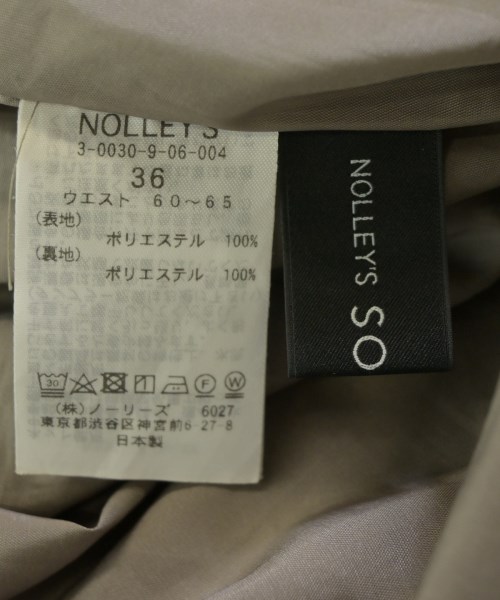 NOLLEY'S
3-0030-9-06-004
36
ウエスト 60～65
(表地)
ポリエステル 100%
(裏地)
ポリエステル 100%
30
F
W
(株)ノーリーズ 6027
東京都渋谷区神宮前6-27-8
日本製
NOLLEY'S SO